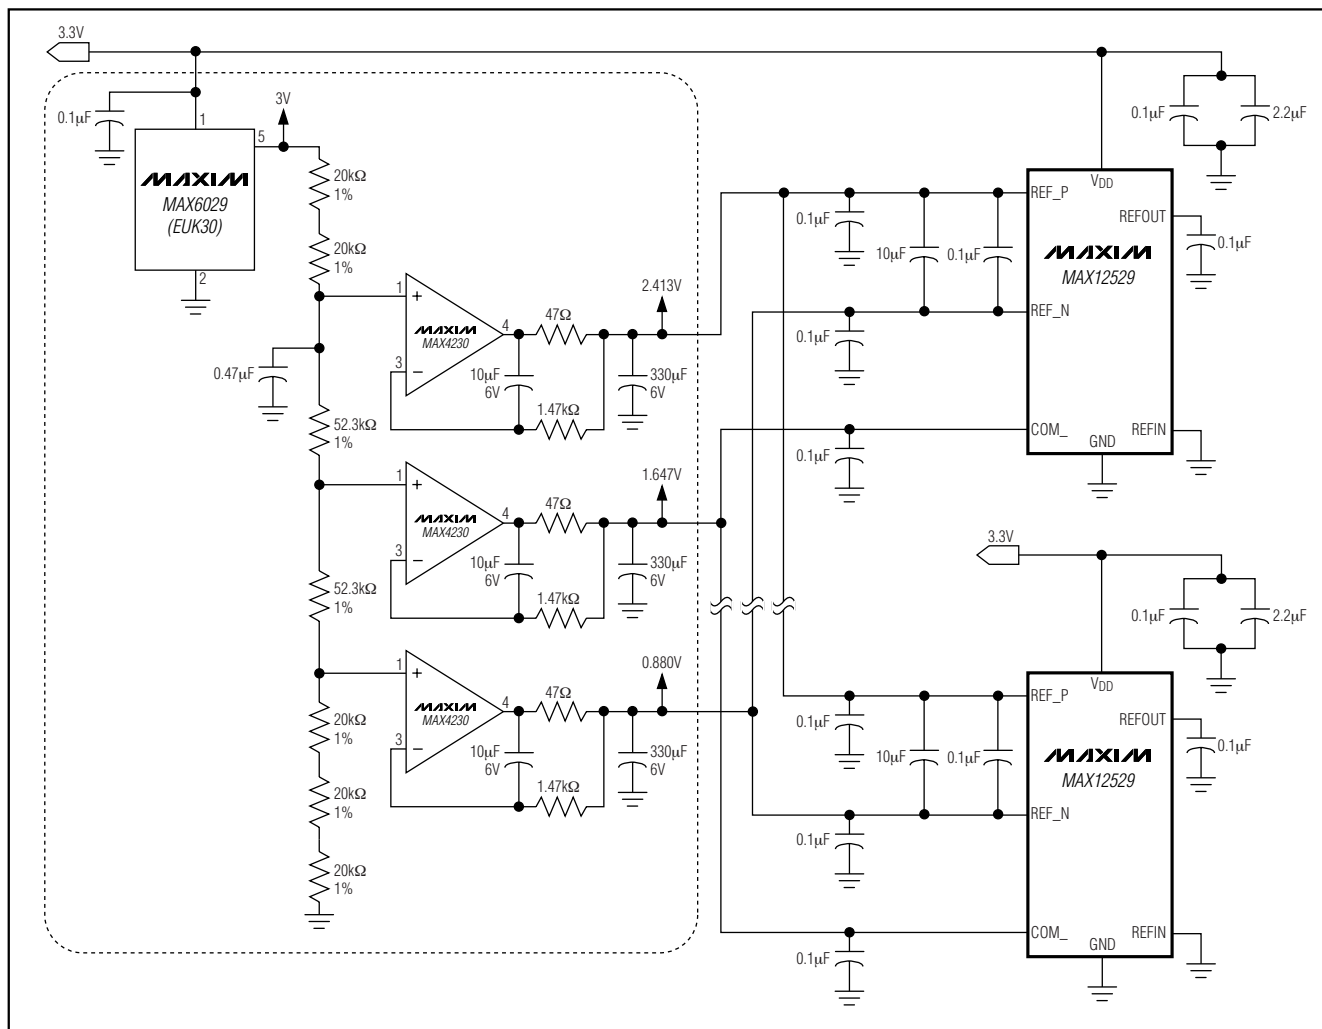 3.3V
0.1µF
1
3V
5
MAXIM
MAX6029
(EUK30)
2
20kΩ
1%
20kΩ
1%
0.47µF
52.3kΩ
1%
52.3kΩ
1%
20kΩ
1%
20kΩ
1%
20kΩ
1%
1
+
MAXIM
MAX4230
3
−
4
47Ω
10µF
6V
1.47kΩ
2.413V
330µF
6V
1
+
MAXIM
MAX4230
3
−
4
47Ω
10µF
6V
1.47kΩ
1.647V
330µF
6V
1
+
MAXIM
MAX4230
3
−
4
47Ω
10µF
6V
1.47kΩ
0.880V
330µF
6V
0.1µF
2.2µF
0.1µF
10µF
0.1µF
0.1µF
0.1µF
VDD
REF_P
REFOUT
0.1µF
MAXIM
MAX12529
REF_N
COM_
GND
REFIN
3.3V
0.1µF
2.2µF
0.1µF
10µF
0.1µF
0.1µF
0.1µF
VDD
REF_P
REFOUT
0.1µF
MAXIM
MAX12529
REF_N
COM_
GND
REFIN